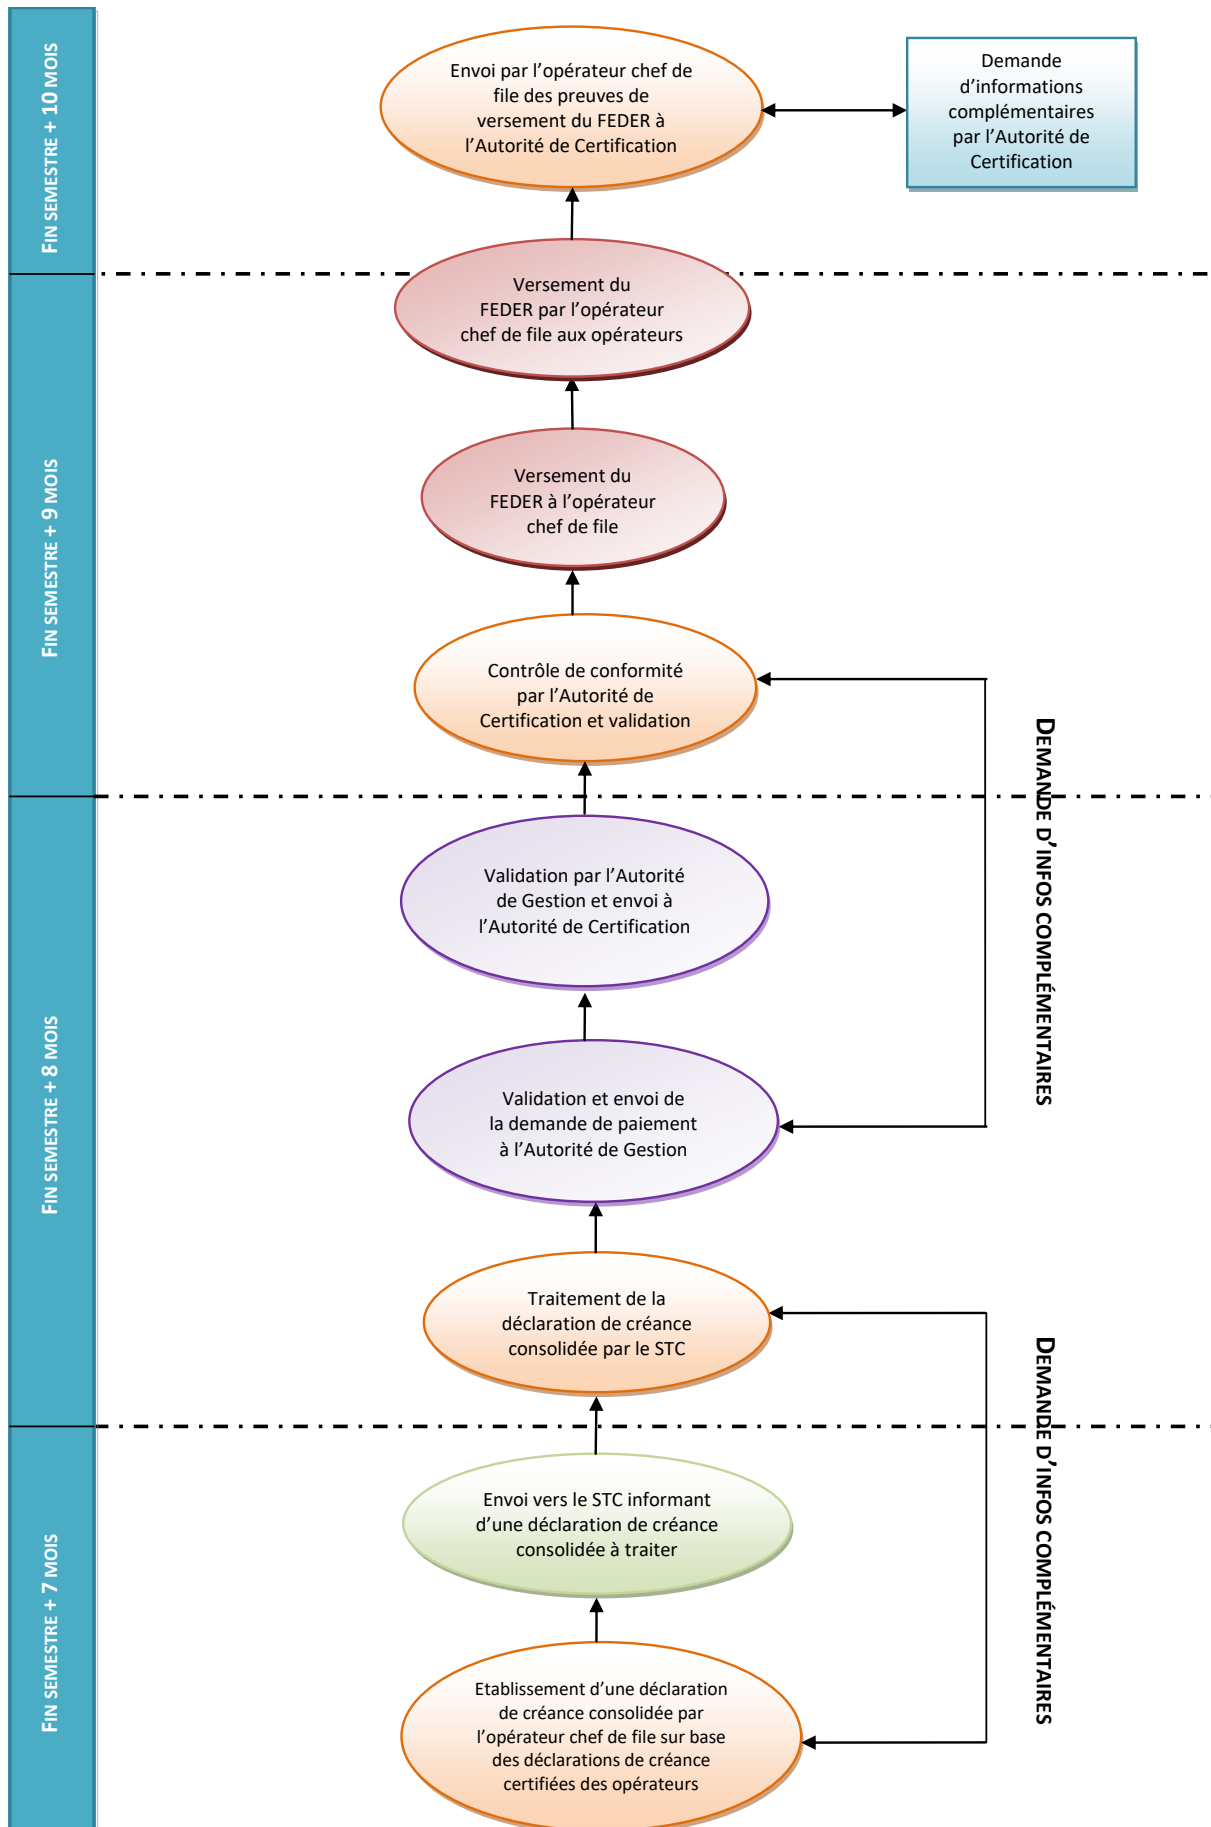 FIN SEMESTRE + 10 MOIS
Envoi par l’opérateur chef de
file des preuves de
versement du FEDER à
l’Autorité de Certification
Demande
d’informations
complémentaires
par l’Autorité de
Certification
FIN SEMESTRE + 9 MOIS
Versement du
FEDER par l’opérateur
chef de file aux opérateurs
Versement du
FEDER à l’opérateur
chef de file
Contrôle de conformité
par l’Autorité de
Certification et validation
DEMANDE D’INFOS COMPLÉMENTAIRES
FIN SEMESTRE + 8 MOIS
Validation par l’Autorité
de Gestion et envoi à
l’Autorité de Certification
Validation et envoi de
la demande de paiement
à l’Autorité de Gestion
Traitement de la
déclaration de créance
consolidée par le STC
DEMANDE D’INFOS COMPLÉMENTAIRES
FIN SEMESTRE + 7 MOIS
Envoi vers le STC informant
d’une déclaration de créance
consolidée à traiter
Etablissement d’une déclaration
de créance consolidée par
l’opérateur chef de file sur base
des déclarations de créance
certifiées des opérateurs